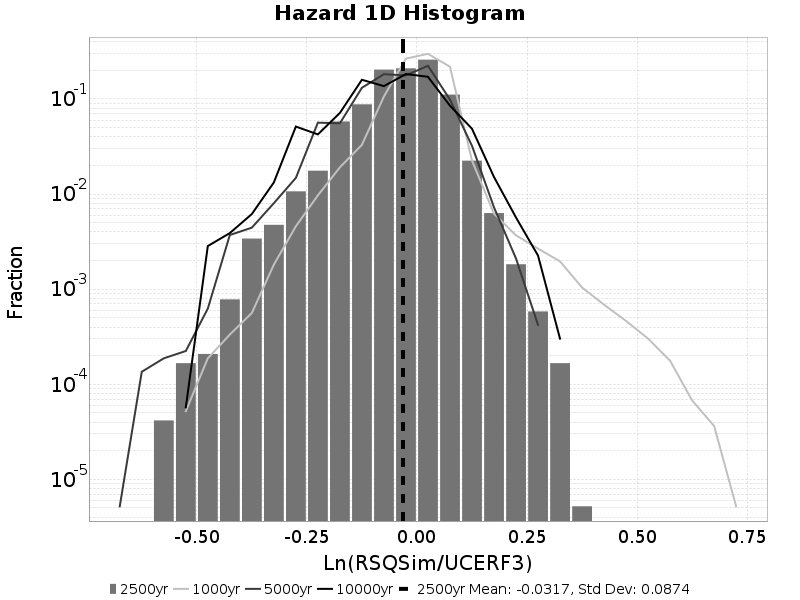 Hazard 1D Histogram
Fraction
10-1
10-2
10-3
10-4
10-5
-0.50 -0.25 0.00 0.25 0.50 0.75
Ln(RSQSim/UCERF3)
2500yr 1000yr 5000yr 10000yr 2500yr Mean: -0.0317, Std Dev: 0.0874